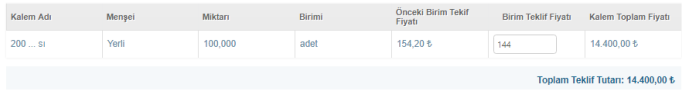 Kalem Adı Menşei Miktarı Birimi Önceki Birim Tekif Fiyatı Birim Teklif Fiyatı Kalem Toplam Fiyatı
200 ... sı Yerli 100,000 adet 154,20 ₺ 144 14.400,00 ₺
Toplam Teklif Tutarı: 14.400,00 ₺